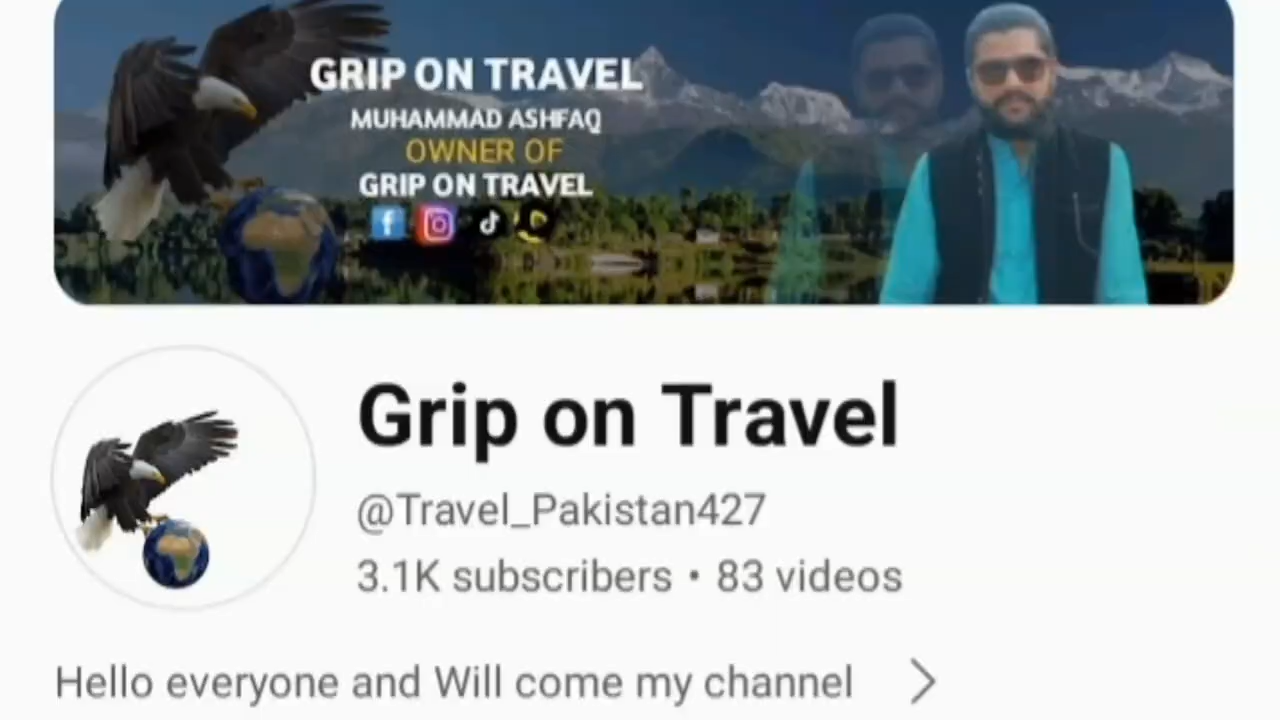 GRIP ON TRAVEL
MUHAMMAD ASHFAQ
OWNER OF
GRIP ON TRAVEL
Grip on Travel
@Travel_Pakistan427
3.1K subscribers • 83 videos
Hello everyone and Will come my channel